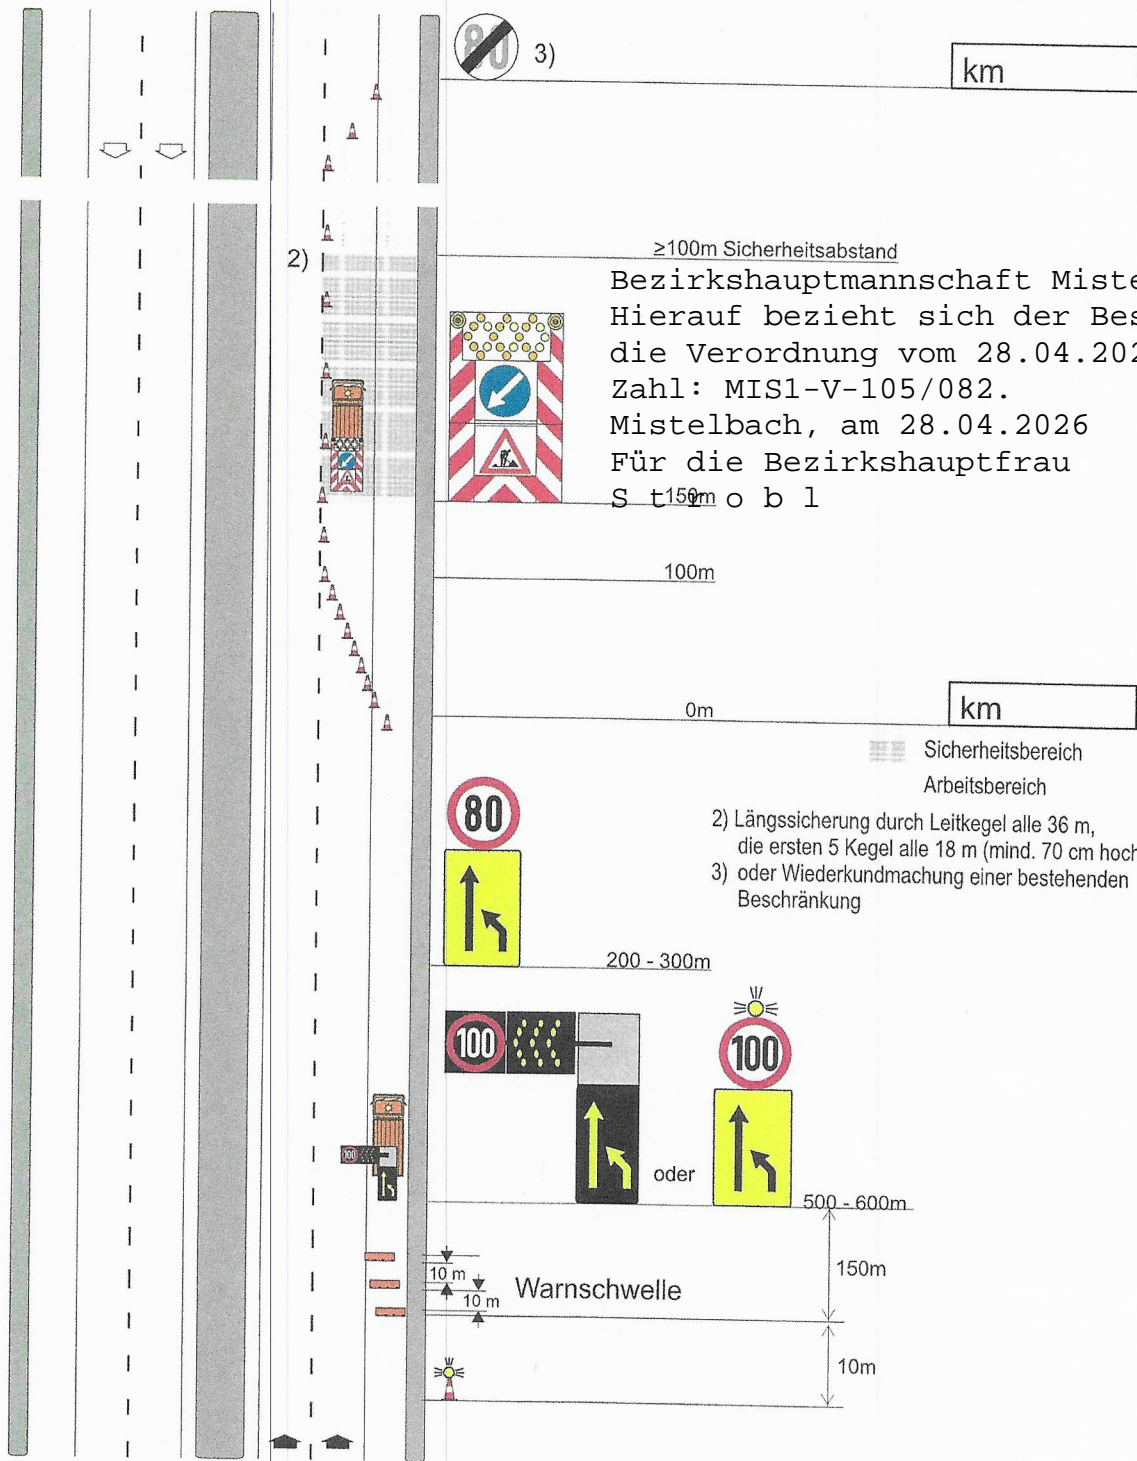 80 3)
km
≥100m Sicherheitsabstand
2)
Bezirkshauptmannschaft Miste
Hierauf bezieht sich der Bes
die Verordnung vom 28.04.202
Zahl: MIS1-V-105/082.
Mistelbach, am 28.04.2026
Für die Bezirkshauptfrau
S t r o b l
150m
100m
0m
km
Sicherheitsbereich
Arbeitsbereich
80
2) Längssicherung durch Leitkegel alle 36 m,
die ersten 5 Kegel alle 18 m (mind. 70 cm hoch
3) oder Wiederkundmachung einer bestehenden
Beschränkung
200 - 300m
100
100
100
oder
500 - 600m
10 m
10 m
Warnschwelle
150m
10m